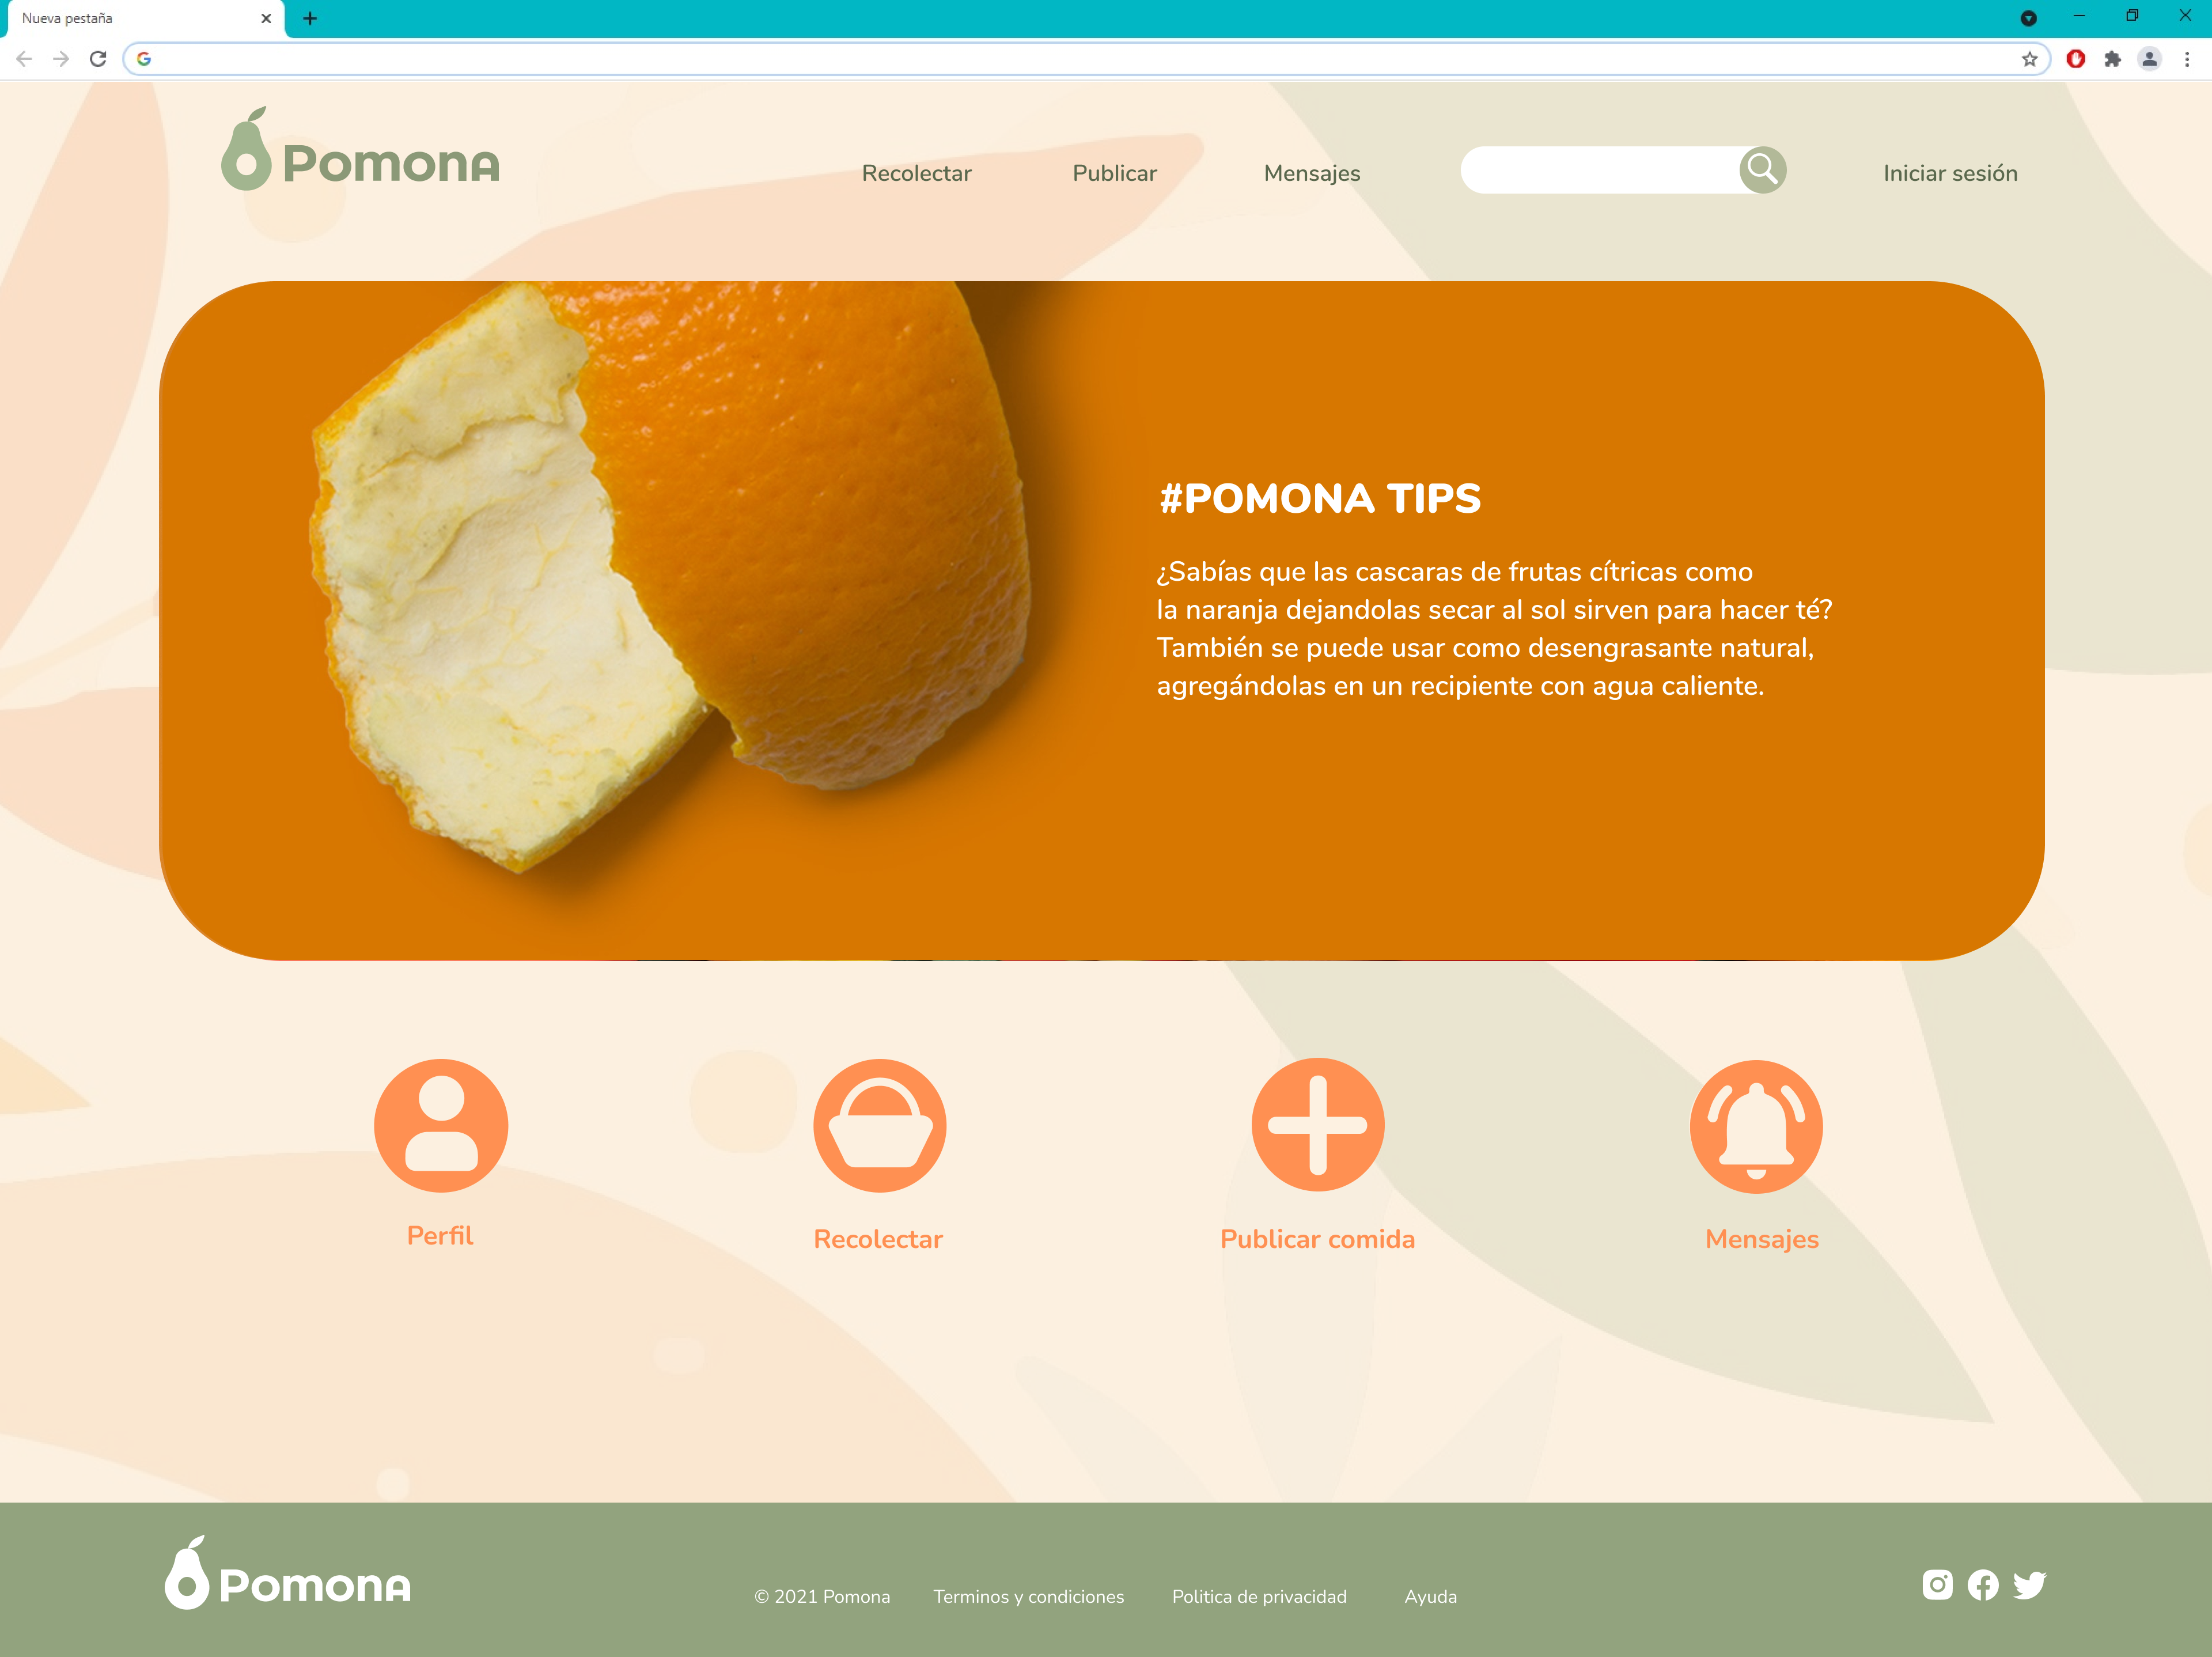 Nueva pestaña
Pomona
Recolectar
Publicar
Mensajes
Iniciar sesión
#POMONA TIPS
¿Sabías que las cascaras de frutas cítricas como
la naranja dejandolas secar al sol sirven para hacer té?
También se puede usar como desengrasante natural,
agregándolas en un recipiente con agua caliente.
Perfil
Recolectar
Publicar comida
Mensajes
Pomona
© 2021 Pomona
Terminos y condiciones
Politica de privacidad
Ayuda